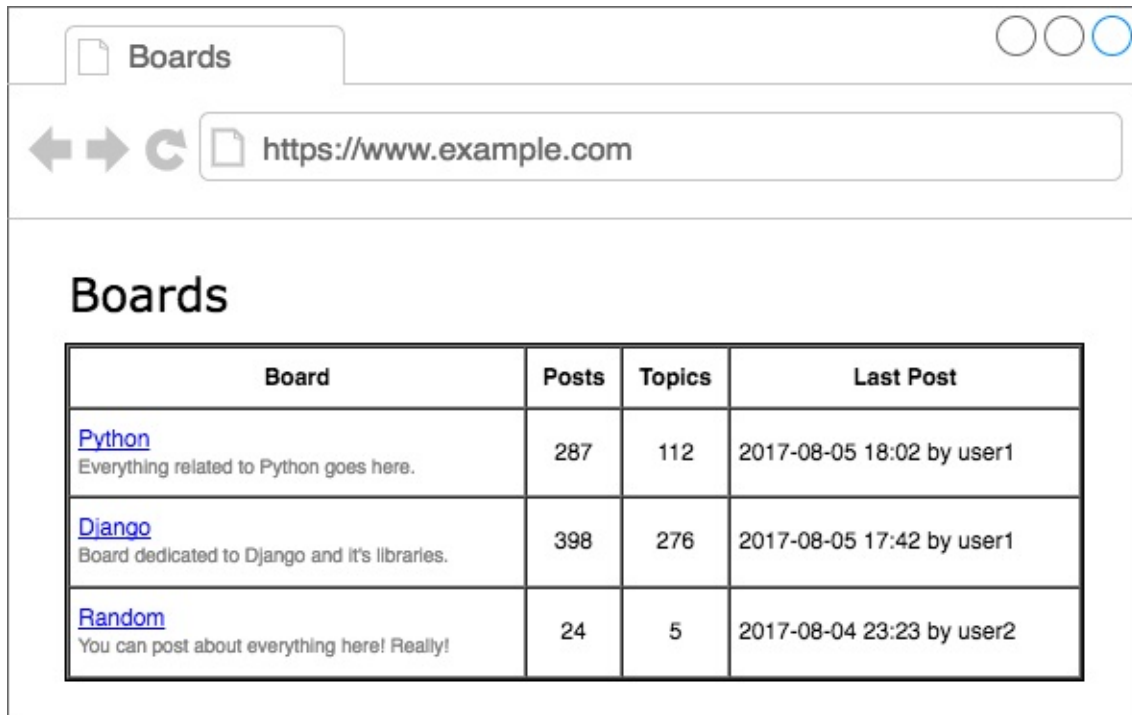 Boards
https://www.example.com
Boards
Board Posts Topics Last Post
Python
Everything related to Python goes here.
287 112 2017-08-05 18:02 by user1
Django
Board dedicated to Django and it's libraries.
398 276 2017-08-05 17:42 by user1
Random
You can post about everything here! Really!
24 5 2017-08-04 23:23 by user2